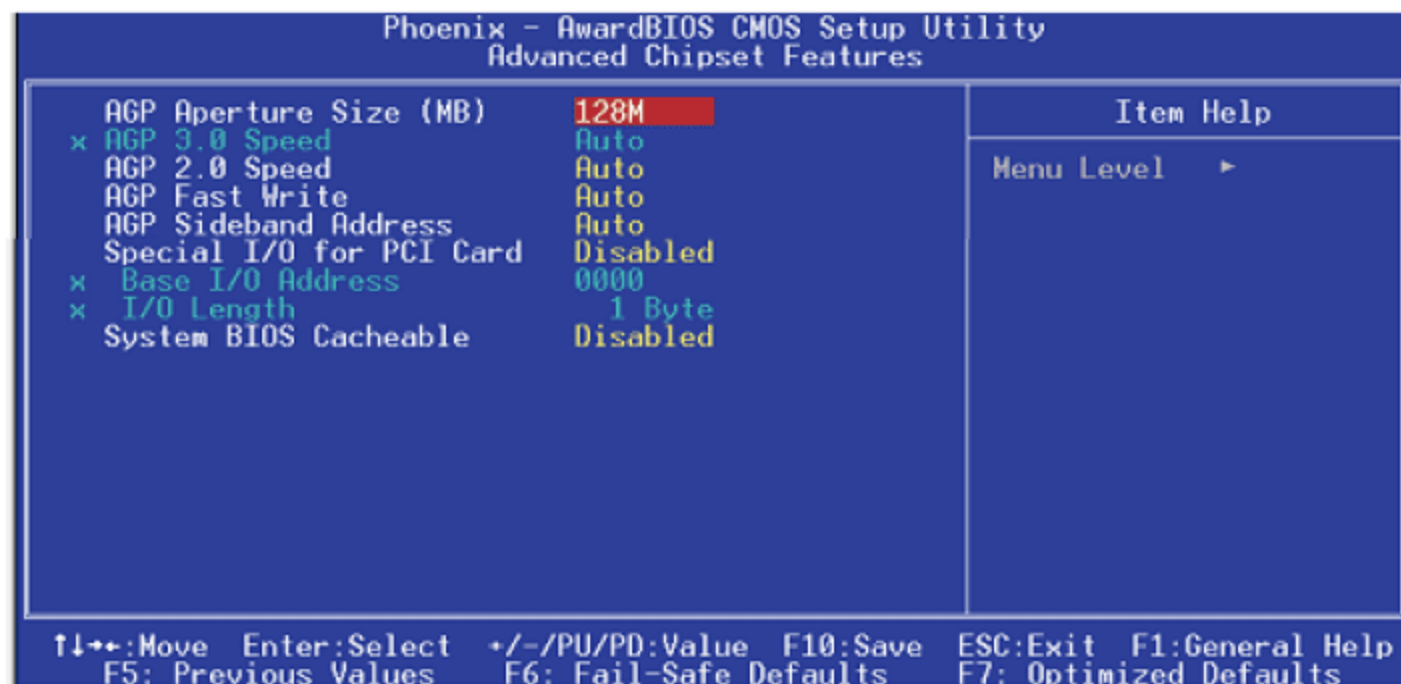 Phoenix - AwardBIOS CMOS Setup Utility
Advanced Chipset Features
AGP Aperture Size (MB) 128M
x AGP 3.0 Speed Auto
AGP 2.0 Speed Auto
AGP Fast Write Auto
AGP Sideband Address Auto
Special I/O for PCI Card Disabled
x Base I/O Address 0000
x I/O Length 1 Byte
System BIOS Cacheable Disabled
Item Help
Menu Level ►
↑↓→←:Move Enter:Select +/-/PU/PD:Value F10:Save ESC:Exit F1:General Help
F5: Previous Values F6: Fail-Safe Defaults F7: Optimized Defaults